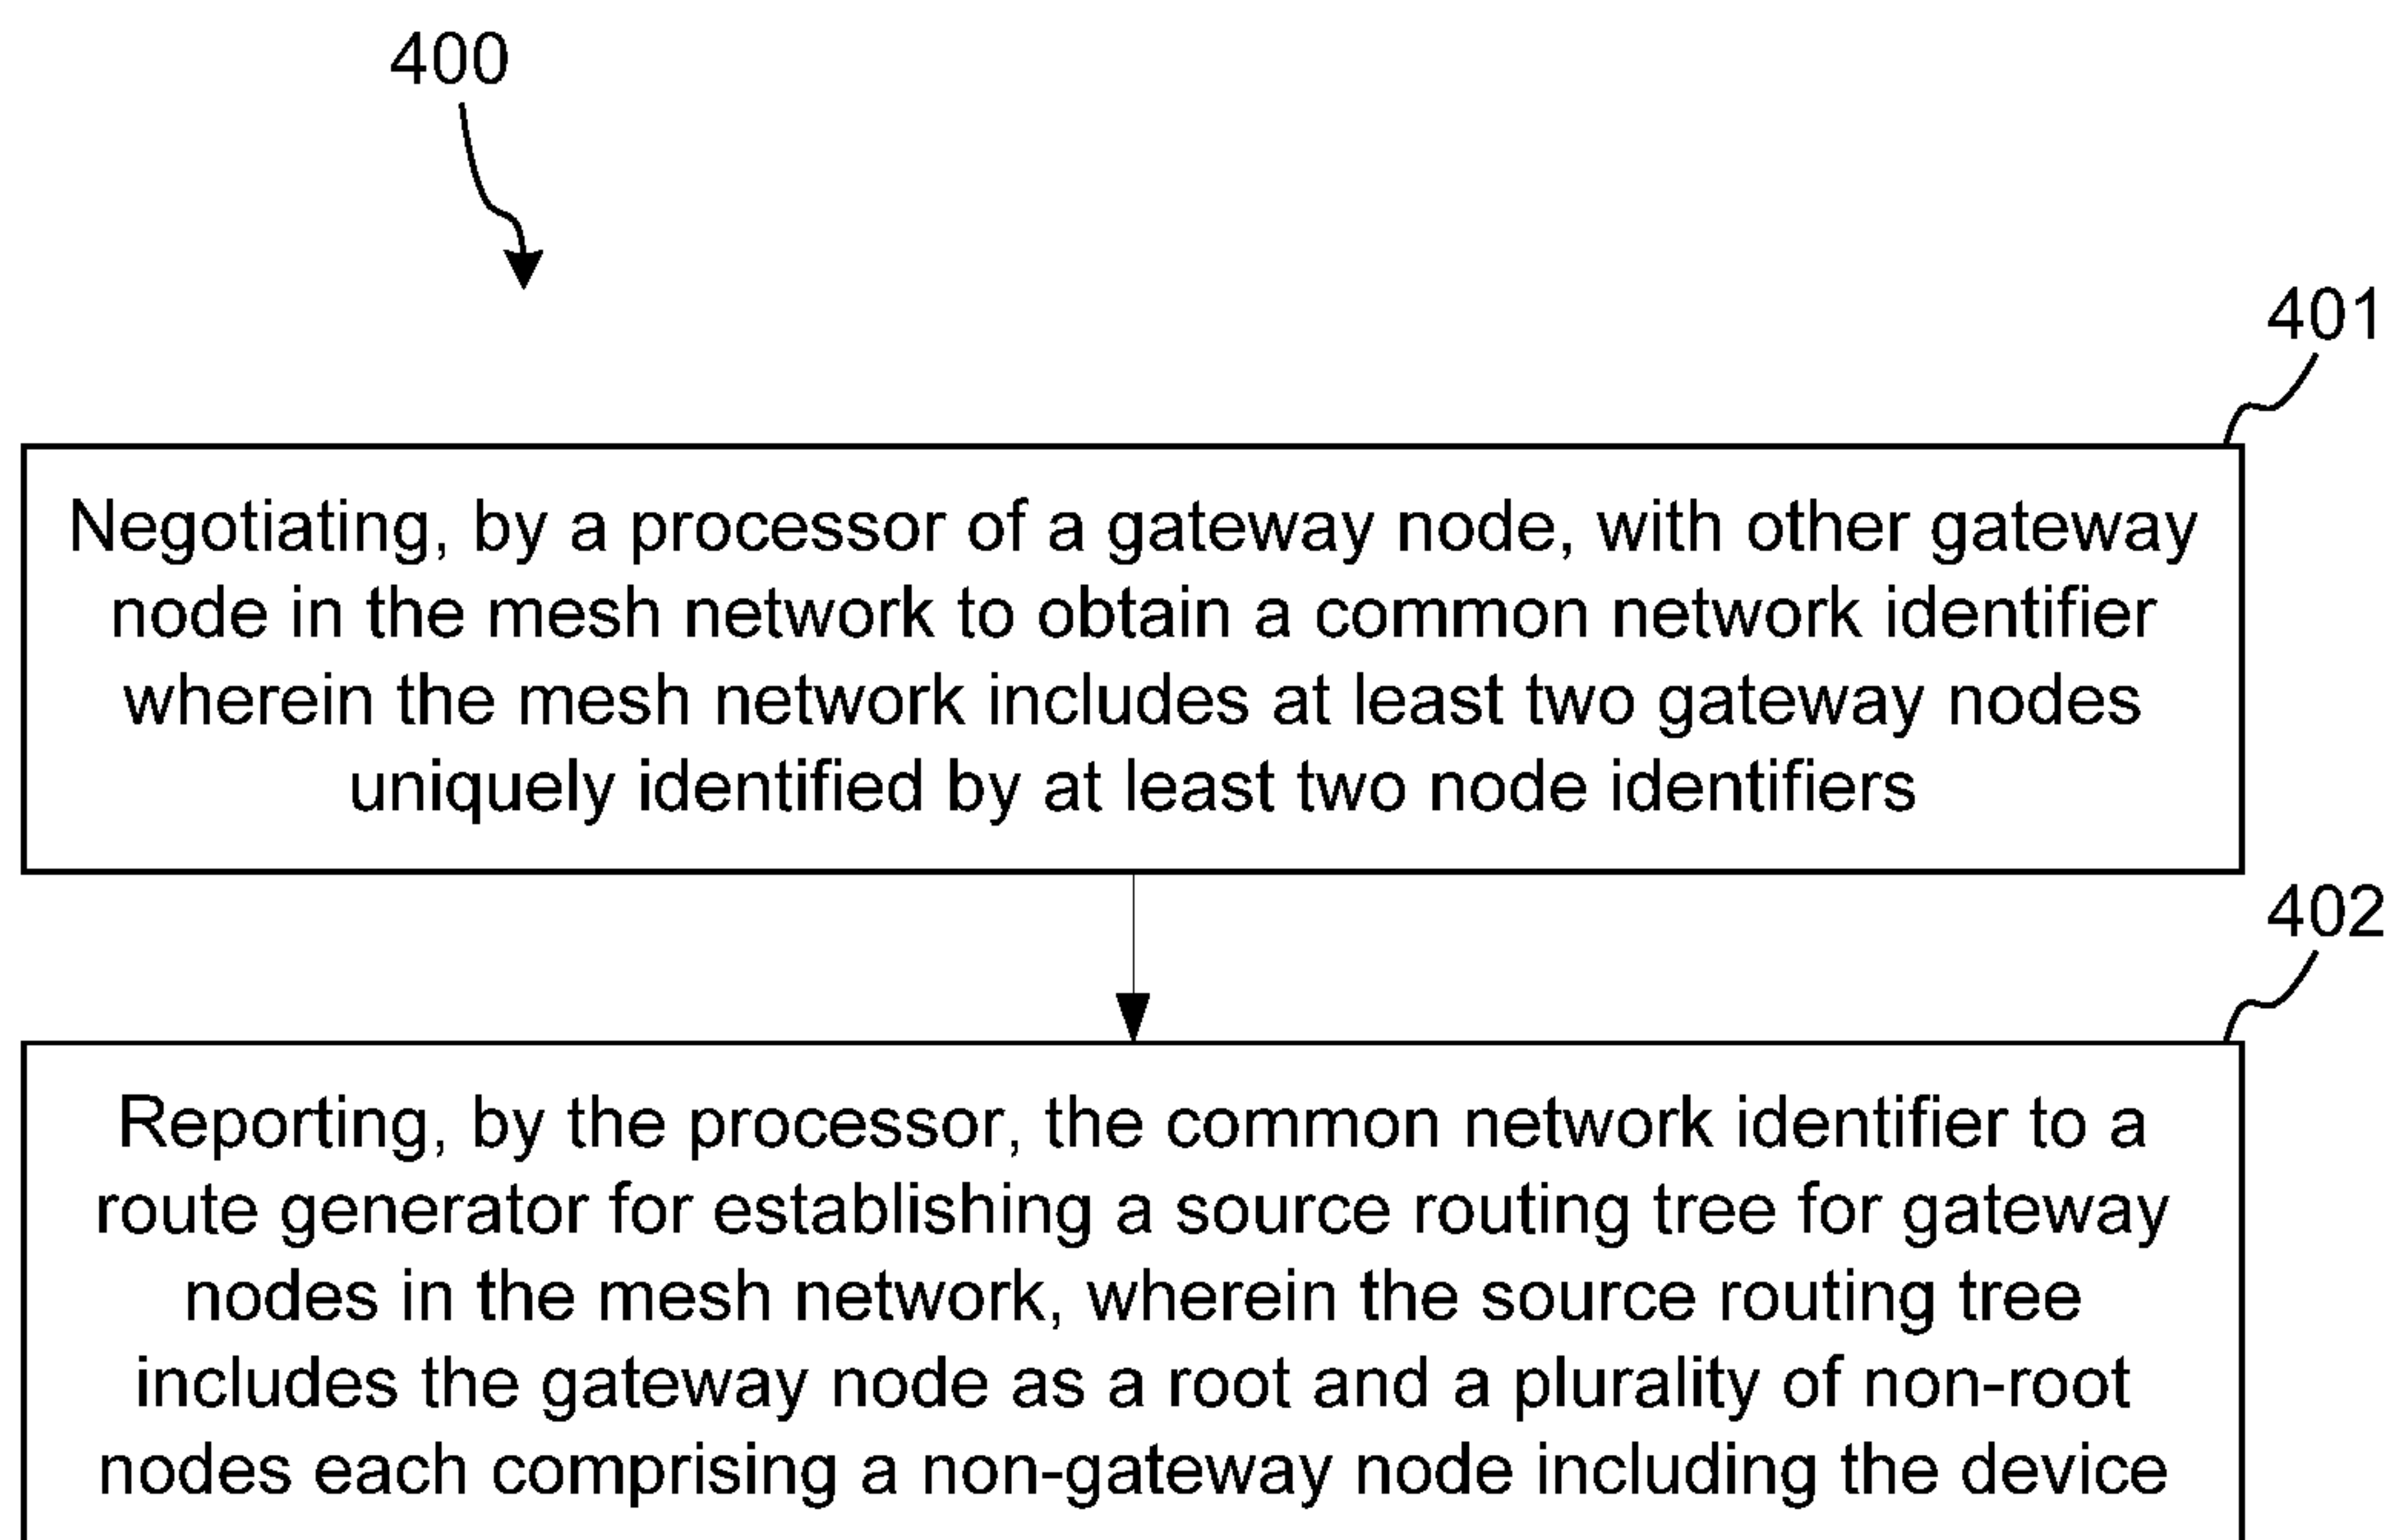 400
401
Negotiating, by a processor of a gateway node, with other gateway
node in the mesh network to obtain a common network identifier
wherein the mesh network includes at least two gateway nodes
uniquely identified by at least two node identifiers
402
Reporting, by the processor, the common network identifier to a
route generator for establishing a source routing tree for gateway
nodes in the mesh network, wherein the source routing tree
includes the gateway node as a root and a plurality of non-root
nodes each comprising a non-gateway node including the device